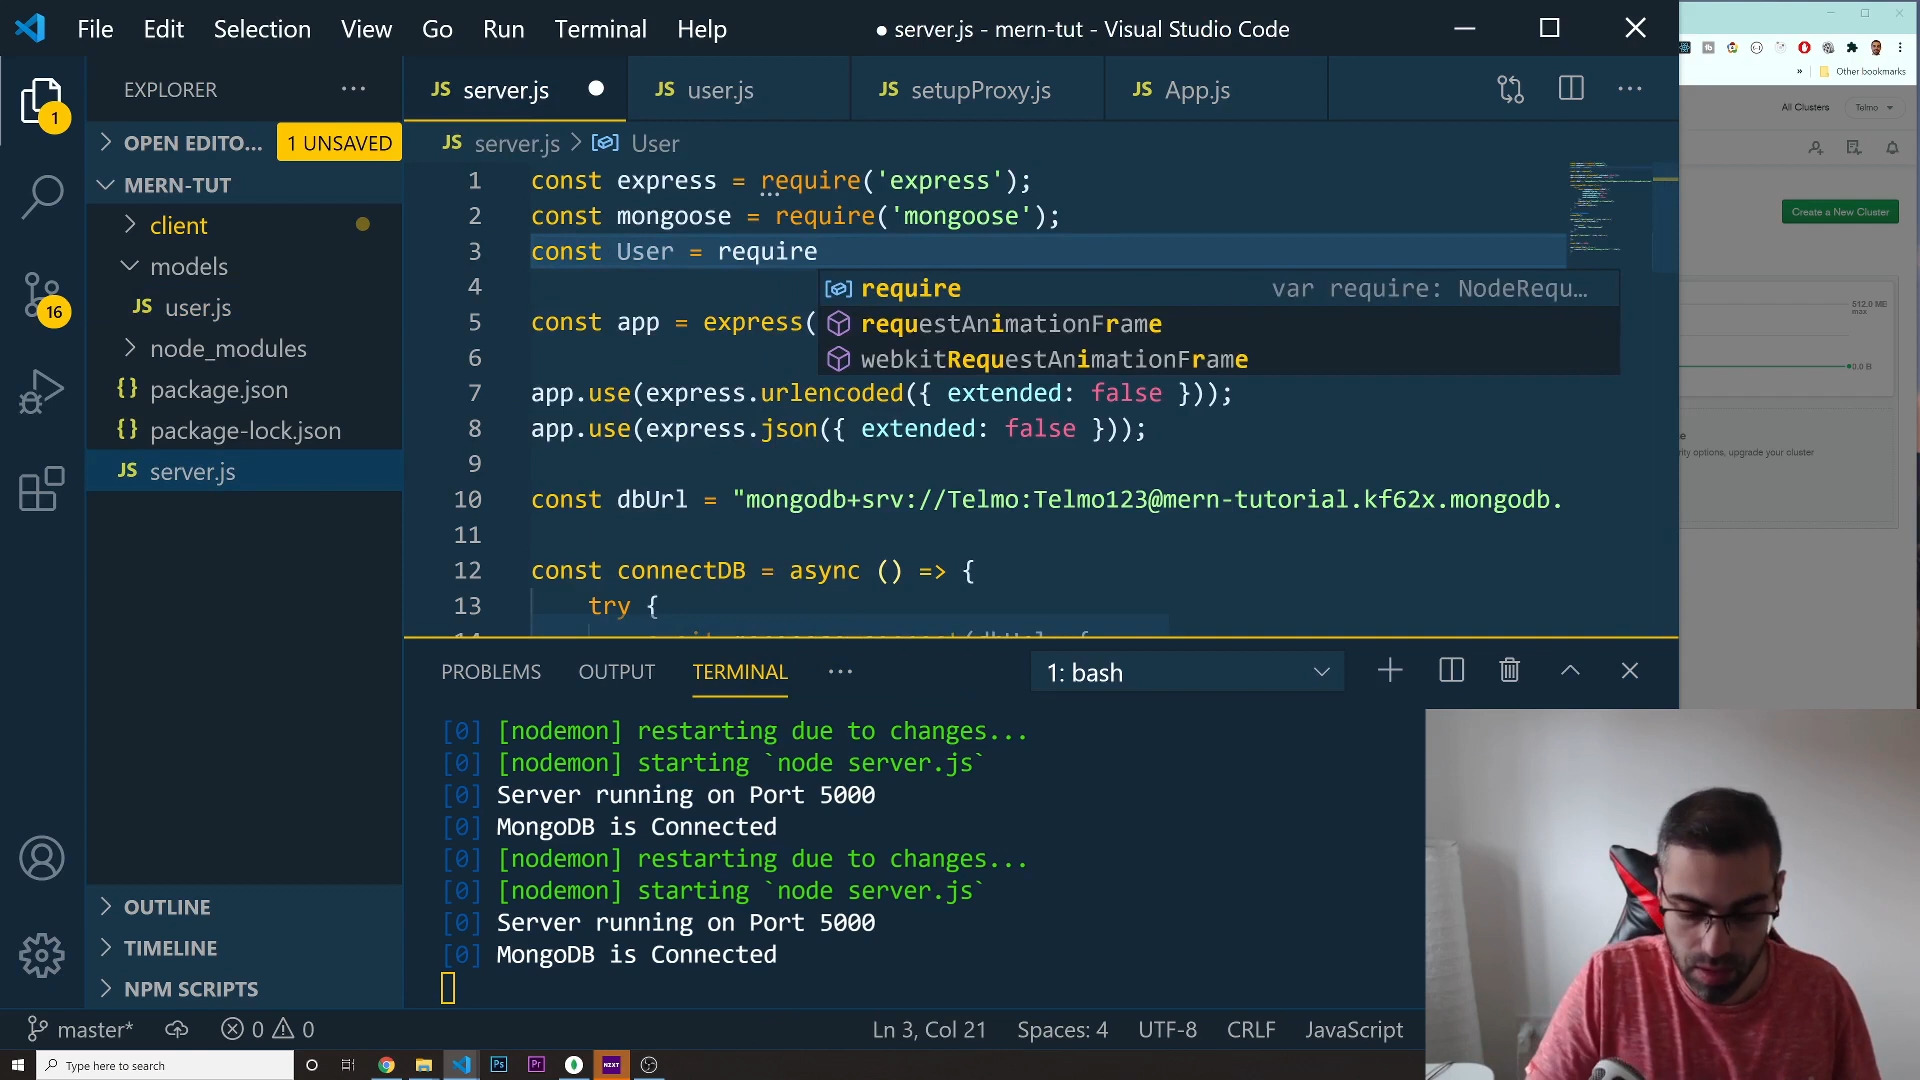 File Edit Selection View Go Run Terminal Help
● server.js - mern-tut - Visual Studio Code
Other bookmarks
EXPLORER
JS server.js
JS user.js
JS setupProxy.js
JS App.js
All Clusters
Telmo
1
OPEN EDITO...
1 UNSAVED
JS server.js > User
MERN-TUT
client
models
JS user.js
node_modules
{} package.json
{} package-lock.json
JS server.js
16
1 const express = require('express');
2 const mongoose = require('mongoose');
3 const User = require
4
5 const app = express(
6
7 app.use(express.urlencoded({ extended: false }));
8 app.use(express.json({ extended: false }));
9
10 const dbUrl = "mongodb+srv://Telmo:Telmo123@mern-tutorial.kf62x.mongodb.
11
12 const connectDB = async () => {
13 try {
require var require: NodeRequ...
requestAnimationFrame
webkitRequestAnimationFrame
Create a New Cluster
512.0 MB
max
0.0 B
rity options, upgrade your cluster
PROBLEMS OUTPUT TERMINAL
1: bash
[0] [nodemon] restarting due to changes...
[0] [nodemon] starting `node server.js`
[0] Server running on Port 5000
[0] MongoDB is Connected
[0] [nodemon] restarting due to changes...
[0] [nodemon] starting `node server.js`
[0] Server running on Port 5000
[0] MongoDB is Connected
OUTLINE
TIMELINE
NPM SCRIPTS
master*
0 0
Ln 3, Col 21 Spaces: 4 UTF-8 CRLF JavaScript
Type here to search
Ps
Pr
NZXT